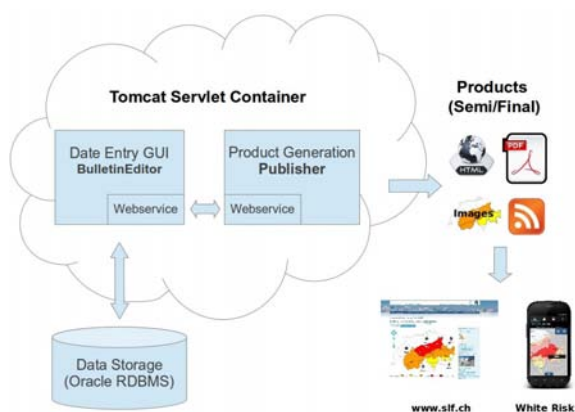 Tomcat Servlet Container
Products
(Semi/Final)
Date Entry GUI
BulletinEditor
Webservice
Product Generation
Publisher
Webservice
HTML
PDF
Images
Data Storage
(Oracle RDBMS)
www.slf.ch
White Risk